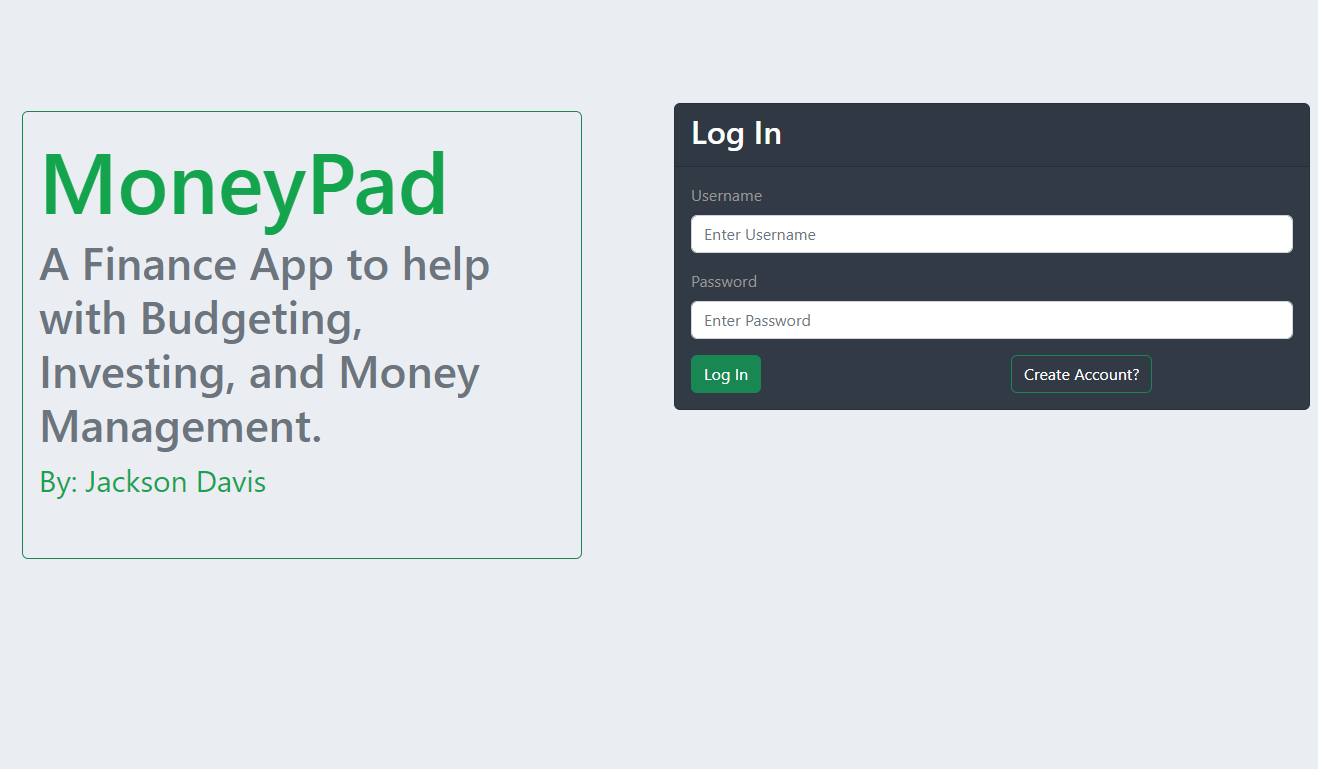 MoneyPad
A Finance App to help
with Budgeting,
Investing, and Money
Management.
By: Jackson Davis
Log In
Username
Enter Username
Password
Enter Password
Log In
Create Account?